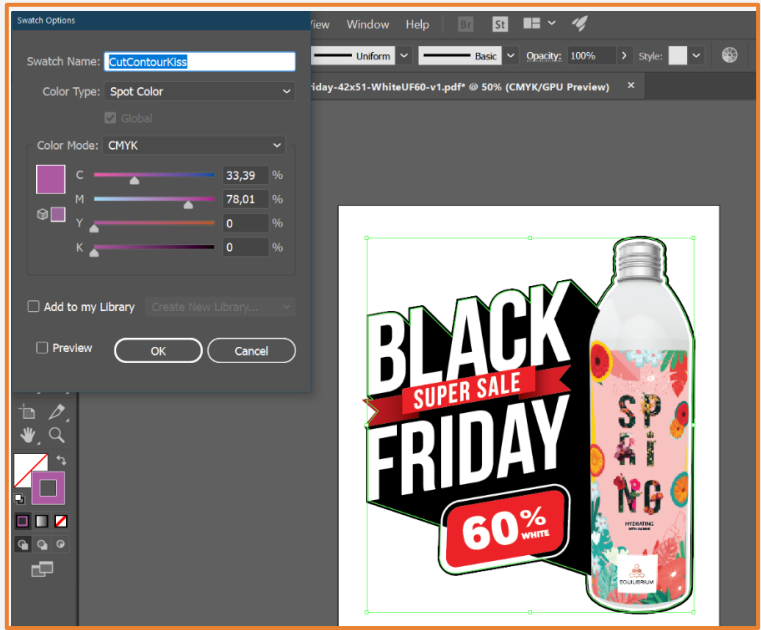 Swatch Options
View Window Help Br St
Swatch Name: CutContourKiss
Color Type: Spot Color
Global
Color Mode: CMYK
C 33,39 %
M 78,01 %
Y 0 %
K 0 %
Add to my Library Create New Library...
Preview OK Cancel
Uniform Basic Opacity: 100% > Style:
riday-42x51-WhiteUF60-v1.pdf* @ 50% (CMYK/GPU Preview) ×
BLACK
SUPER SALE
FRIDAY
60%
WHITE
SP
RI
NG
HYDRATING
EQUILIBRIUM